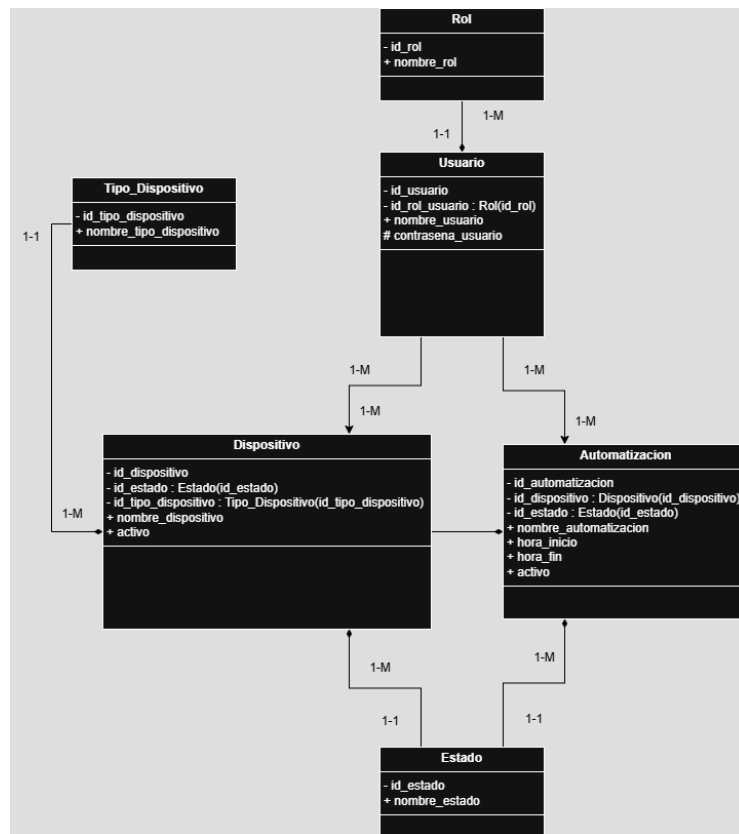 Rol
- id_rol
+ nombre_rol
1-M
1-1
Usuario
- id_usuario
- id_rol_usuario : Rol(id_rol)
+ nombre_usuario
# contrasena_usuario
Tipo_Dispositivo
- id_tipo_dispositivo
+ nombre_tipo_dispositivo
1-1
1-M
1-M
1-M
1-M
Dispositivo
- id_dispositivo
- id_estado : Estado(id_estado)
- id_tipo_dispositivo : Tipo_Dispositivo(id_tipo_dispositivo)
+ nombre_dispositivo
+ activo
1-M
Automatizacion
- id_automatizacion
- id_dispositivo : Dispositivo(id_dispositivo)
- id_estado : Estado(id_estado)
+ nombre_automatizacion
+ hora_inicio
+ hora_fin
+ activo
1-M
1-M
1-1
1-1
Estado
- id_estado
+ nombre_estado